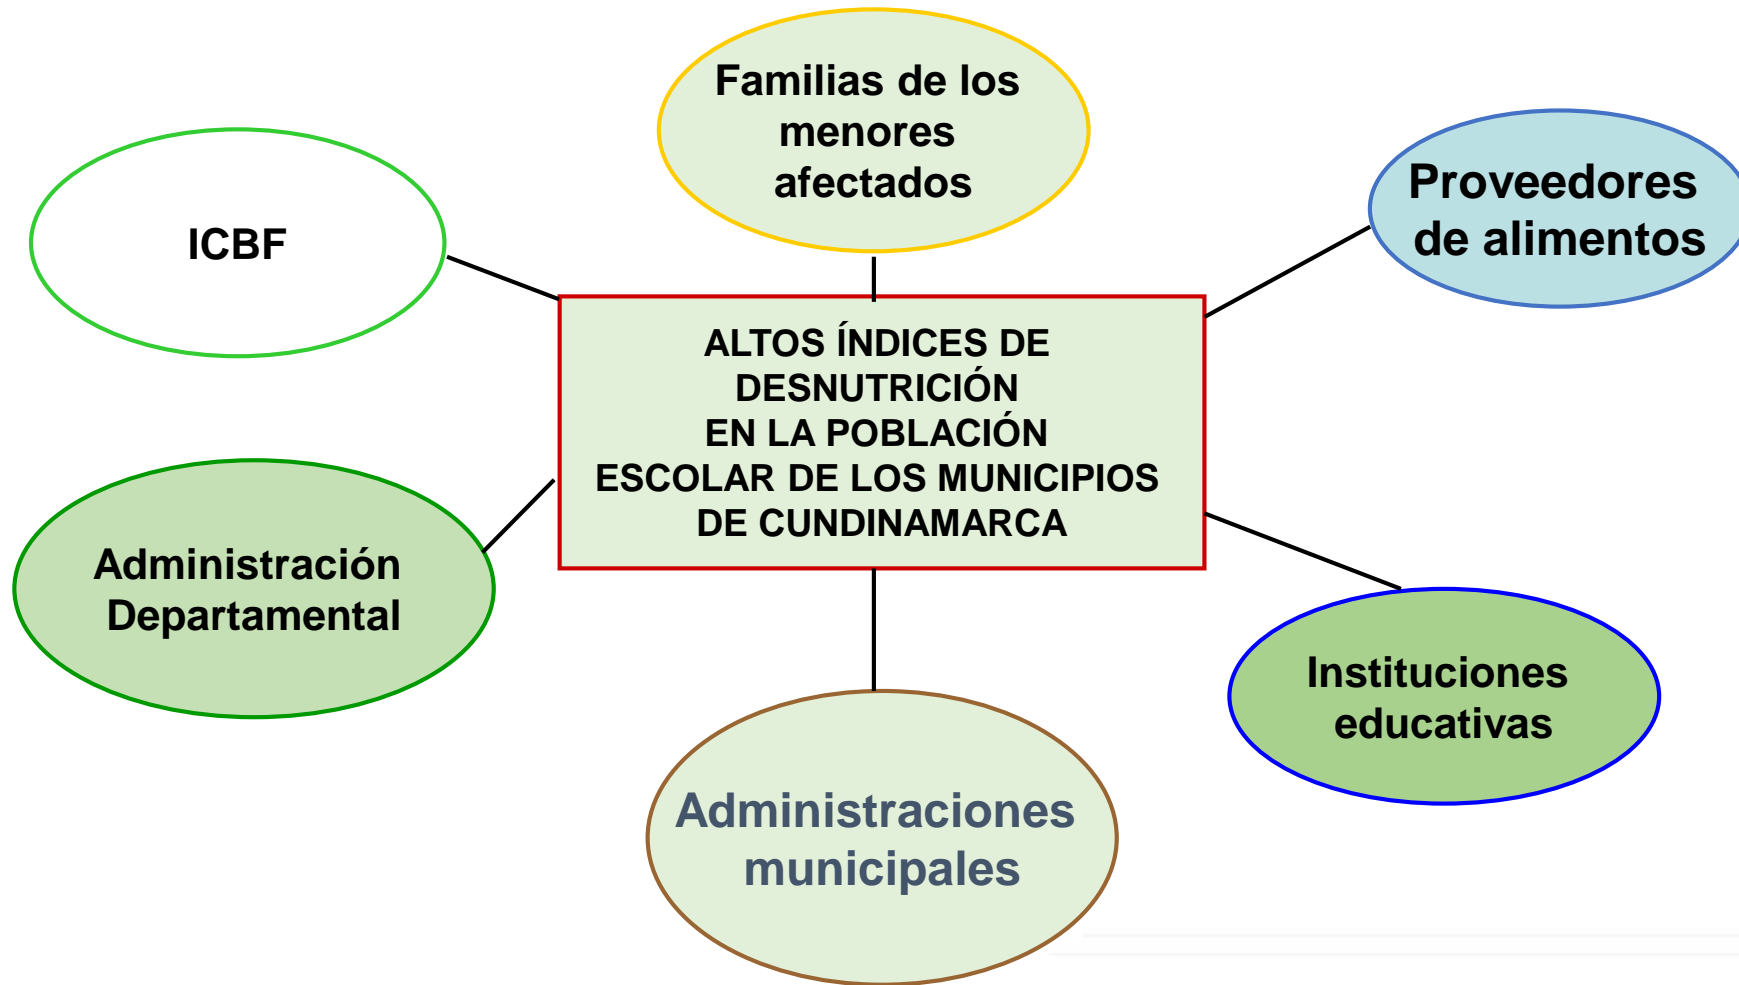 Familias de los
menores
afectados
ICBF
Proveedores
de alimentos
ALTOS ÍNDICES DE
DESNUTRICIÓN
EN LA POBLACIÓN
ESCOLAR DE LOS MUNICIPIOS
DE CUNDINAMARCA
Administración
Departamental
Instituciones
educativas
Administraciones
municipales